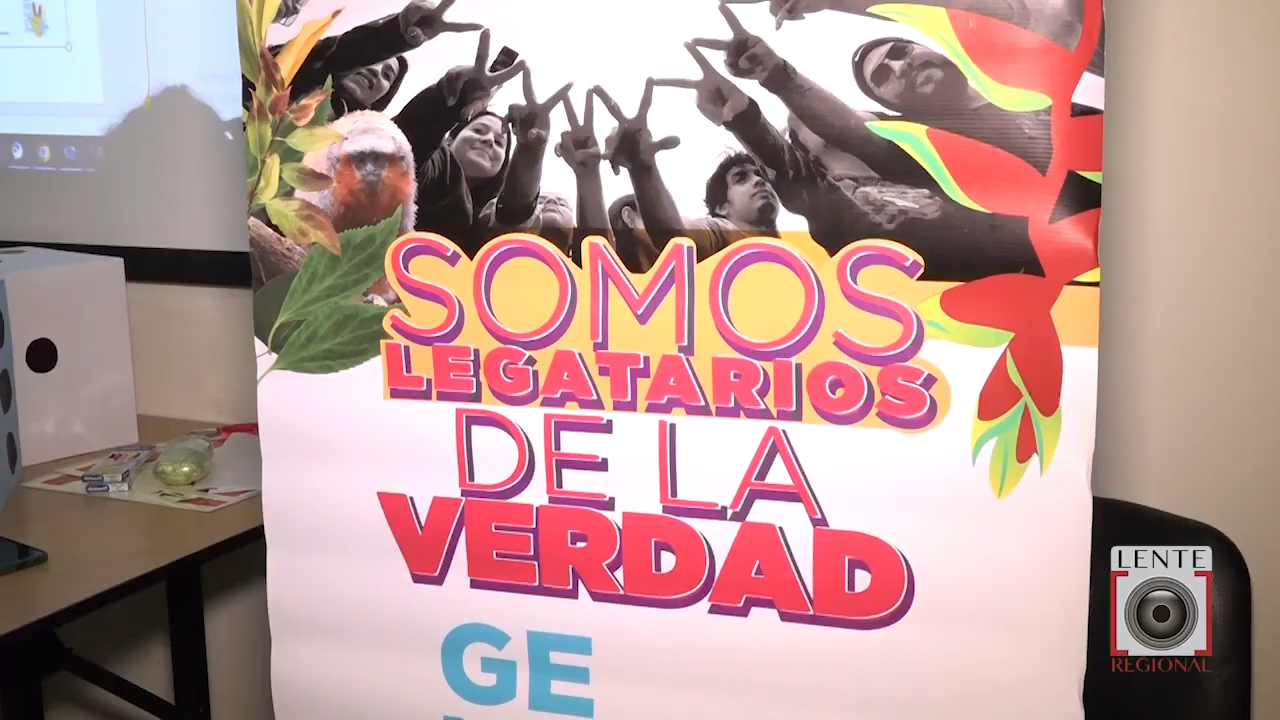 SOMOS
LEGATARIOS
DE LA
VERDAD
GE
LENTE
REGIONAL